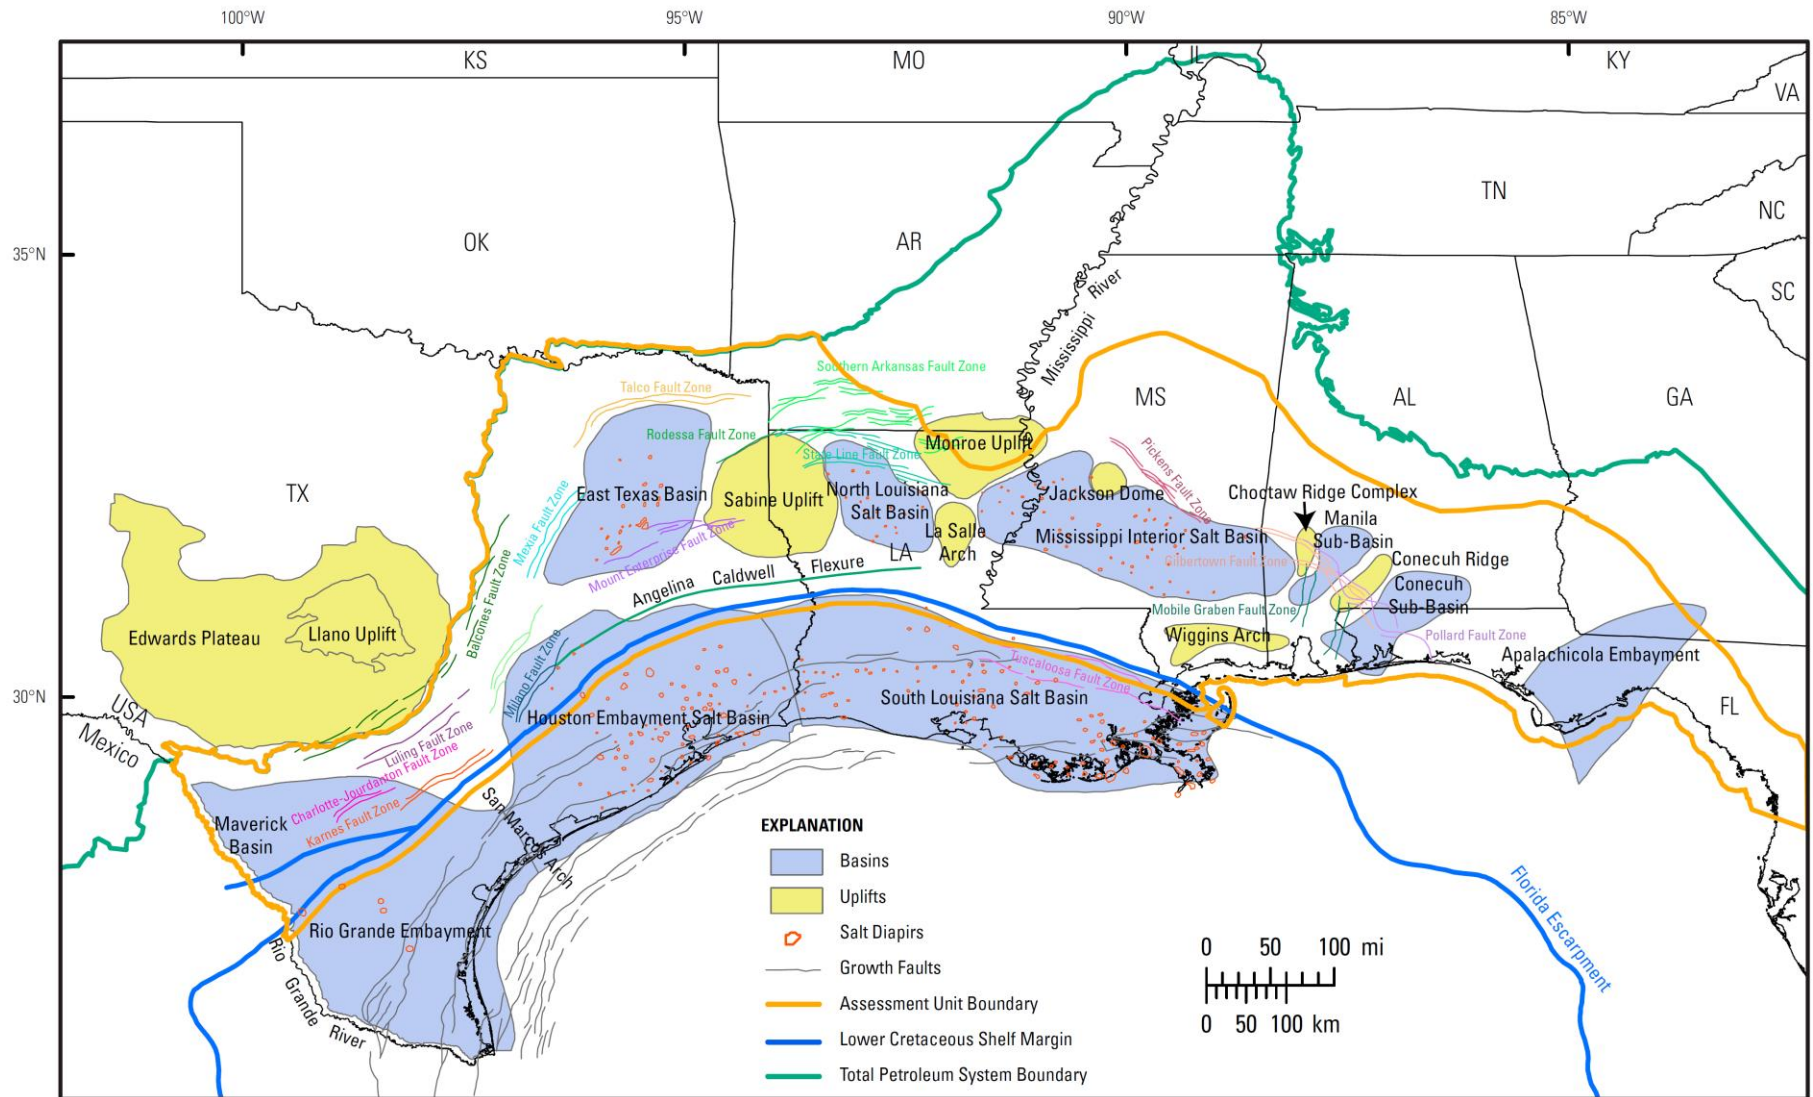 100°W
95°W
90°W
85°W
KS
MO
IL
KY
VA
OK
AR
TN
NC
SC
35°N
Mississippi River
Southern Arkansas Fault Zone
Talco Fault Zone
MS
AL
GA
Rodessa Fault Zone
Monroe Uplift
State Line Fault Zone
Pickens Fault Zone
TX
Mexia Fault Zone
East Texas Basin
Sabine Uplift
North Louisiana
Salt Basin
Jackson Dome
Choctaw Ridge Complex
Manila
Sub-Basin
La Salle
Arch
LA
Mississippi Interior Salt Basin
Mount Enterprise Fault Zone
Gilbertown Fault Zone
Conecuh Ridge
Conecuh
Sub-Basin
Angelina Caldwell Flexure
Balcones Fault Zone
Mobile Graben Fault Zone
Edwards Plateau
Llano Uplift
Wiggins Arch
Pollard Fault Zone
Apalachicola Embayment
Milano Fault Zone
Tuscaloosa Fault Zone
30°N
USA
Mexico
Houston Embayment Salt Basin
South Louisiana Salt Basin
FL
Luling Fault Zone
Charlotte-Jourdanton Fault Zone
Karnes Fault Zone
Maverick
Basin
San Marcos Arch
Rio Grande Embayment
Rio Grande River
Florida Escarpment
EXPLANATION
Basins
Uplifts
Salt Diapirs
Growth Faults
Assessment Unit Boundary
Lower Cretaceous Shelf Margin
Total Petroleum System Boundary
0 50 100 mi
0 50 100 km